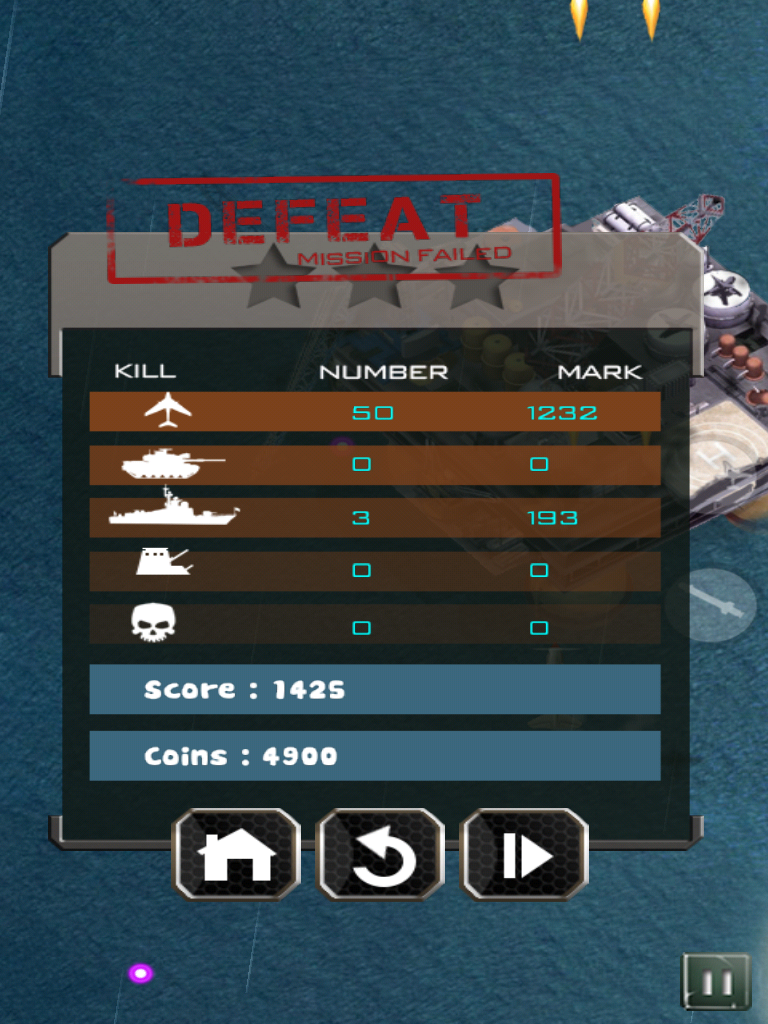 DEFEAT
MISSION FAILED
KILL NUMBER MARK
50 1232
0 0
3 193
0 0
0 0
Score : 1425
Coins : 4900